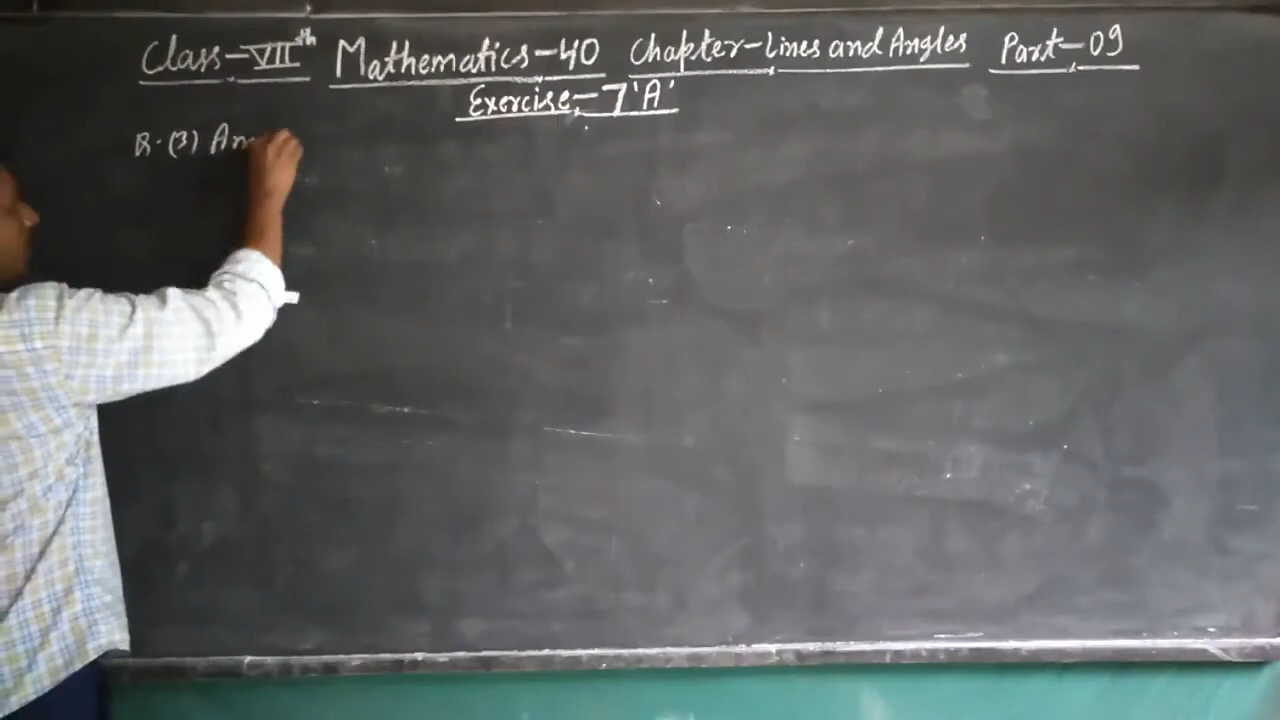 Class-VIIth Mathematics-40 Chapter-Lines and Angles Part-09
Exercise-7'A'
Q.(3) An